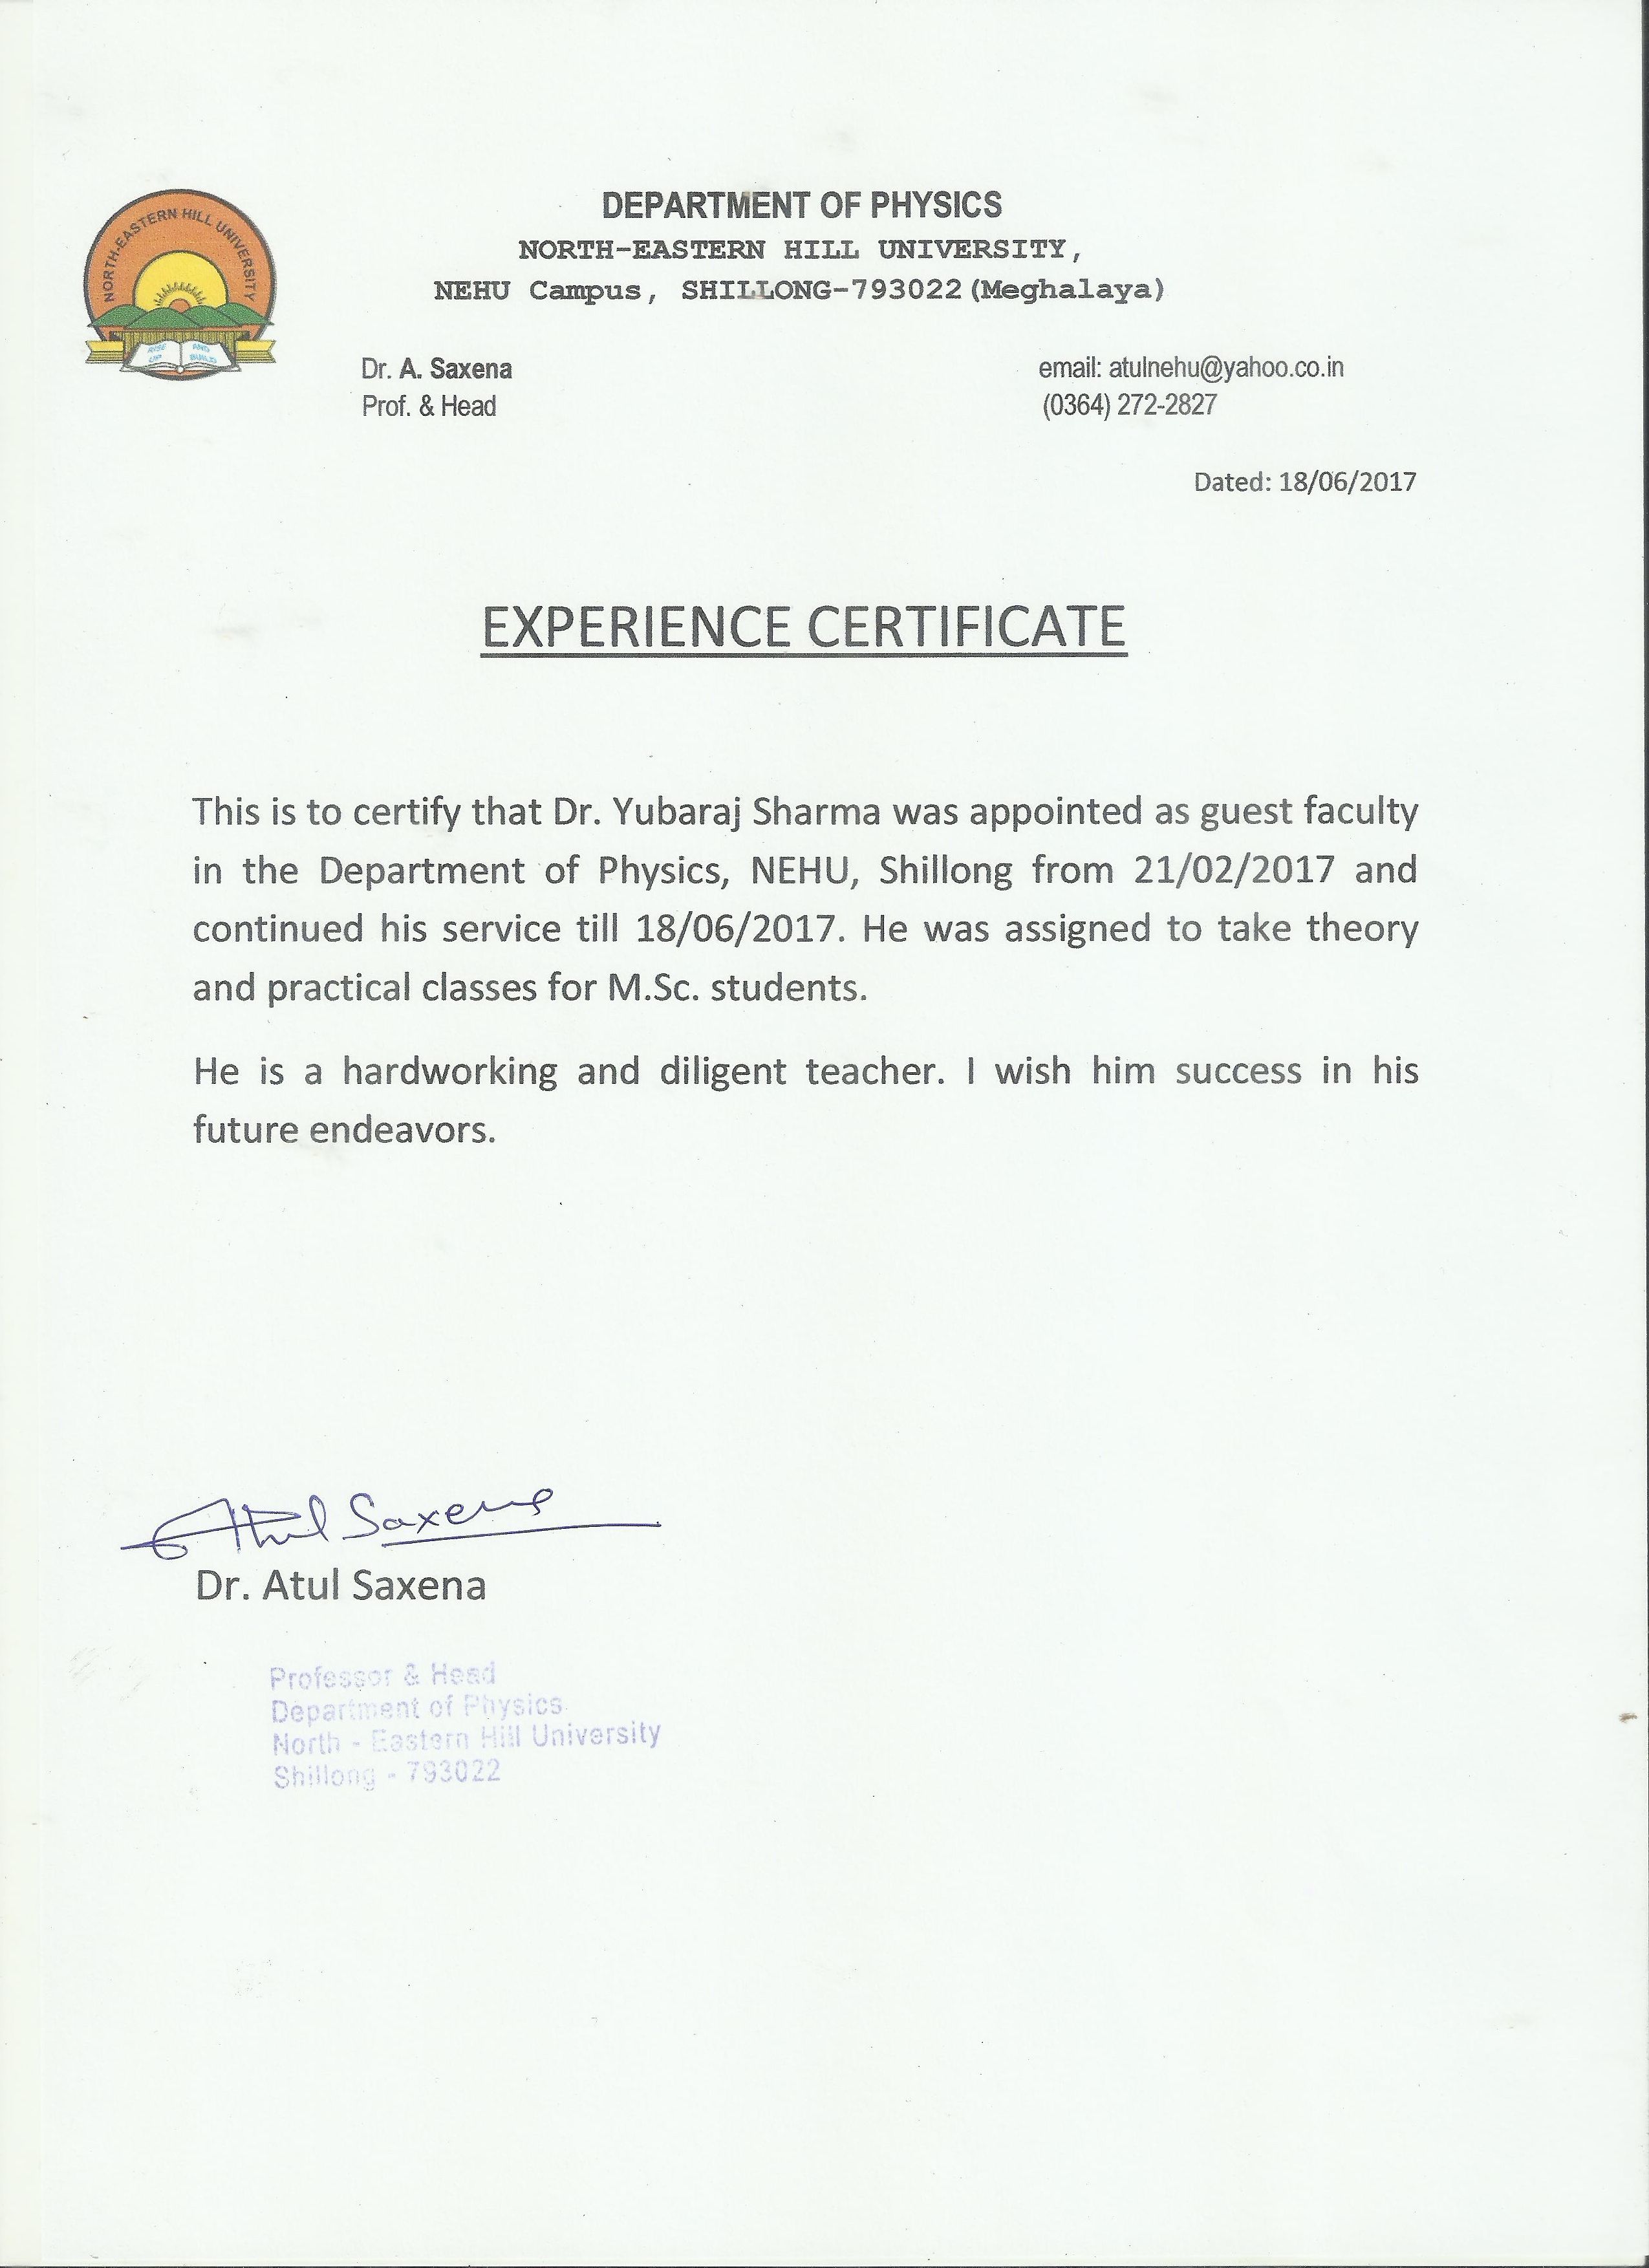 NORTH-EASTERN HILL UNIVERSITY
RISE UP AND BUILD
DEPARTMENT OF PHYSICS
NORTH-EASTERN HILL UNIVERSITY,
NEHU Campus, SHILLONG-793022 (Meghalaya)
Dr. A. Saxena email: atulnehu@yahoo.co.in
Prof. & Head (0364) 272-2827
Dated: 18/06/2017
EXPERIENCE CERTIFICATE
This is to certify that Dr. Yubaraj Sharma was appointed as guest faculty
in the Department of Physics, NEHU, Shillong from 21/02/2017 and
continued his service till 18/06/2017. He was assigned to take theory
and practical classes for M.Sc. students.
He is a hardworking and diligent teacher. I wish him success in his
future endeavors.
Atul Saxena
Dr. Atul Saxena
Professor & Head
Department of Physics
North - Eastern Hill University
Shillong - 793022